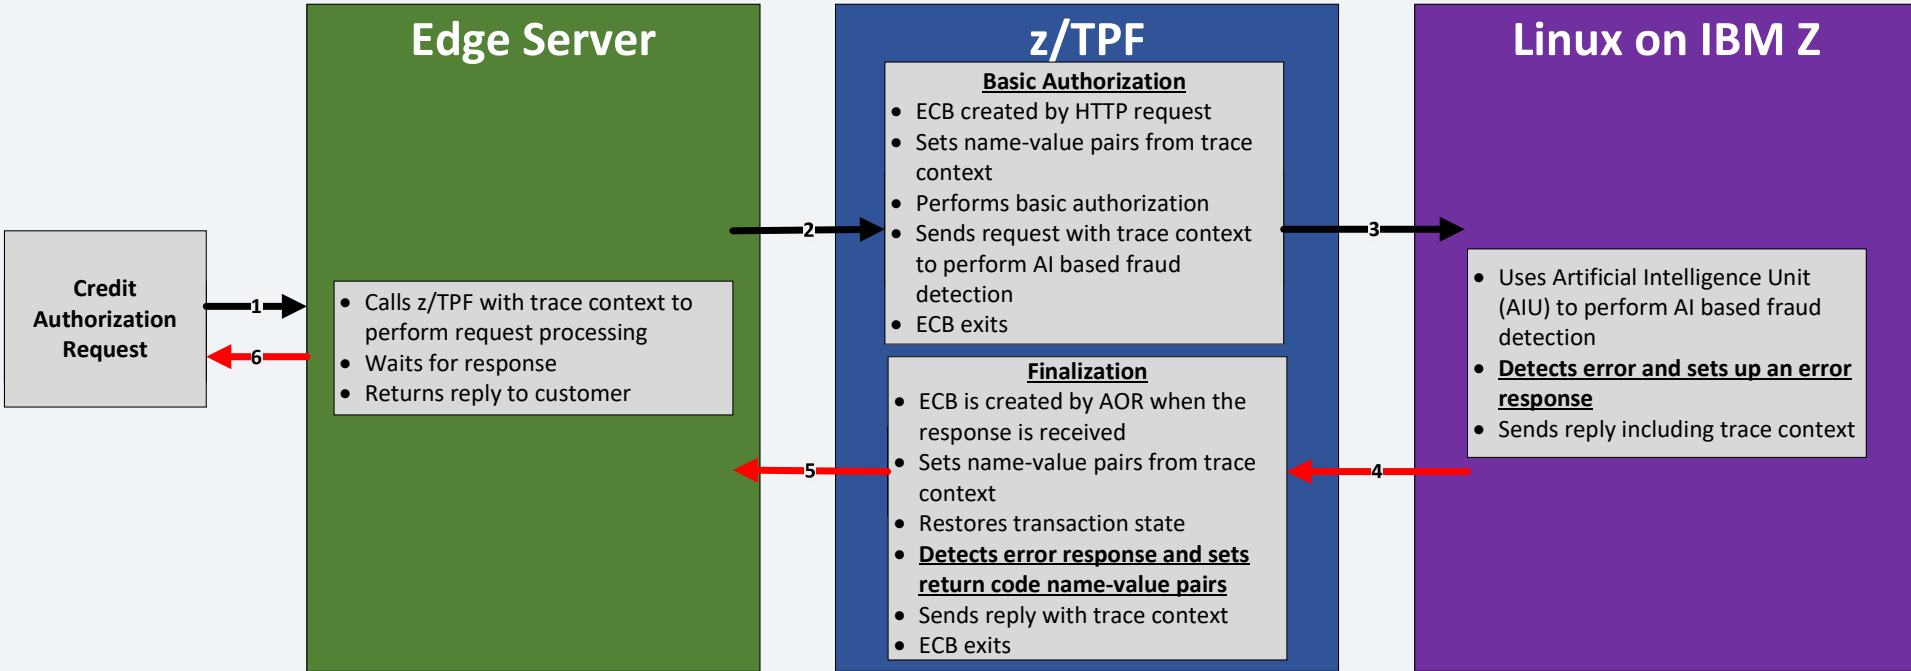 Edge Server
z/TPF
Linux on IBM Z
Credit
Authorization
Request
1
6
• Calls z/TPF with trace context to
perform request processing
• Waits for response
• Returns reply to customer
2
5
Basic Authorization
• ECB created by HTTP request
• Sets name-value pairs from trace
context
• Performs basic authorization
• Sends request with trace context
to perform AI based fraud
detection
• ECB exits
Finalization
• ECB is created by AOR when the
response is received
• Sets name-value pairs from trace
context
• Restores transaction state
• Detects error response and sets
return code name-value pairs
• Sends reply with trace context
• ECB exits
3
4
• Uses Artificial Intelligence Unit
(AIU) to perform AI based fraud
detection
• Detects error and sets up an error
response
• Sends reply including trace context